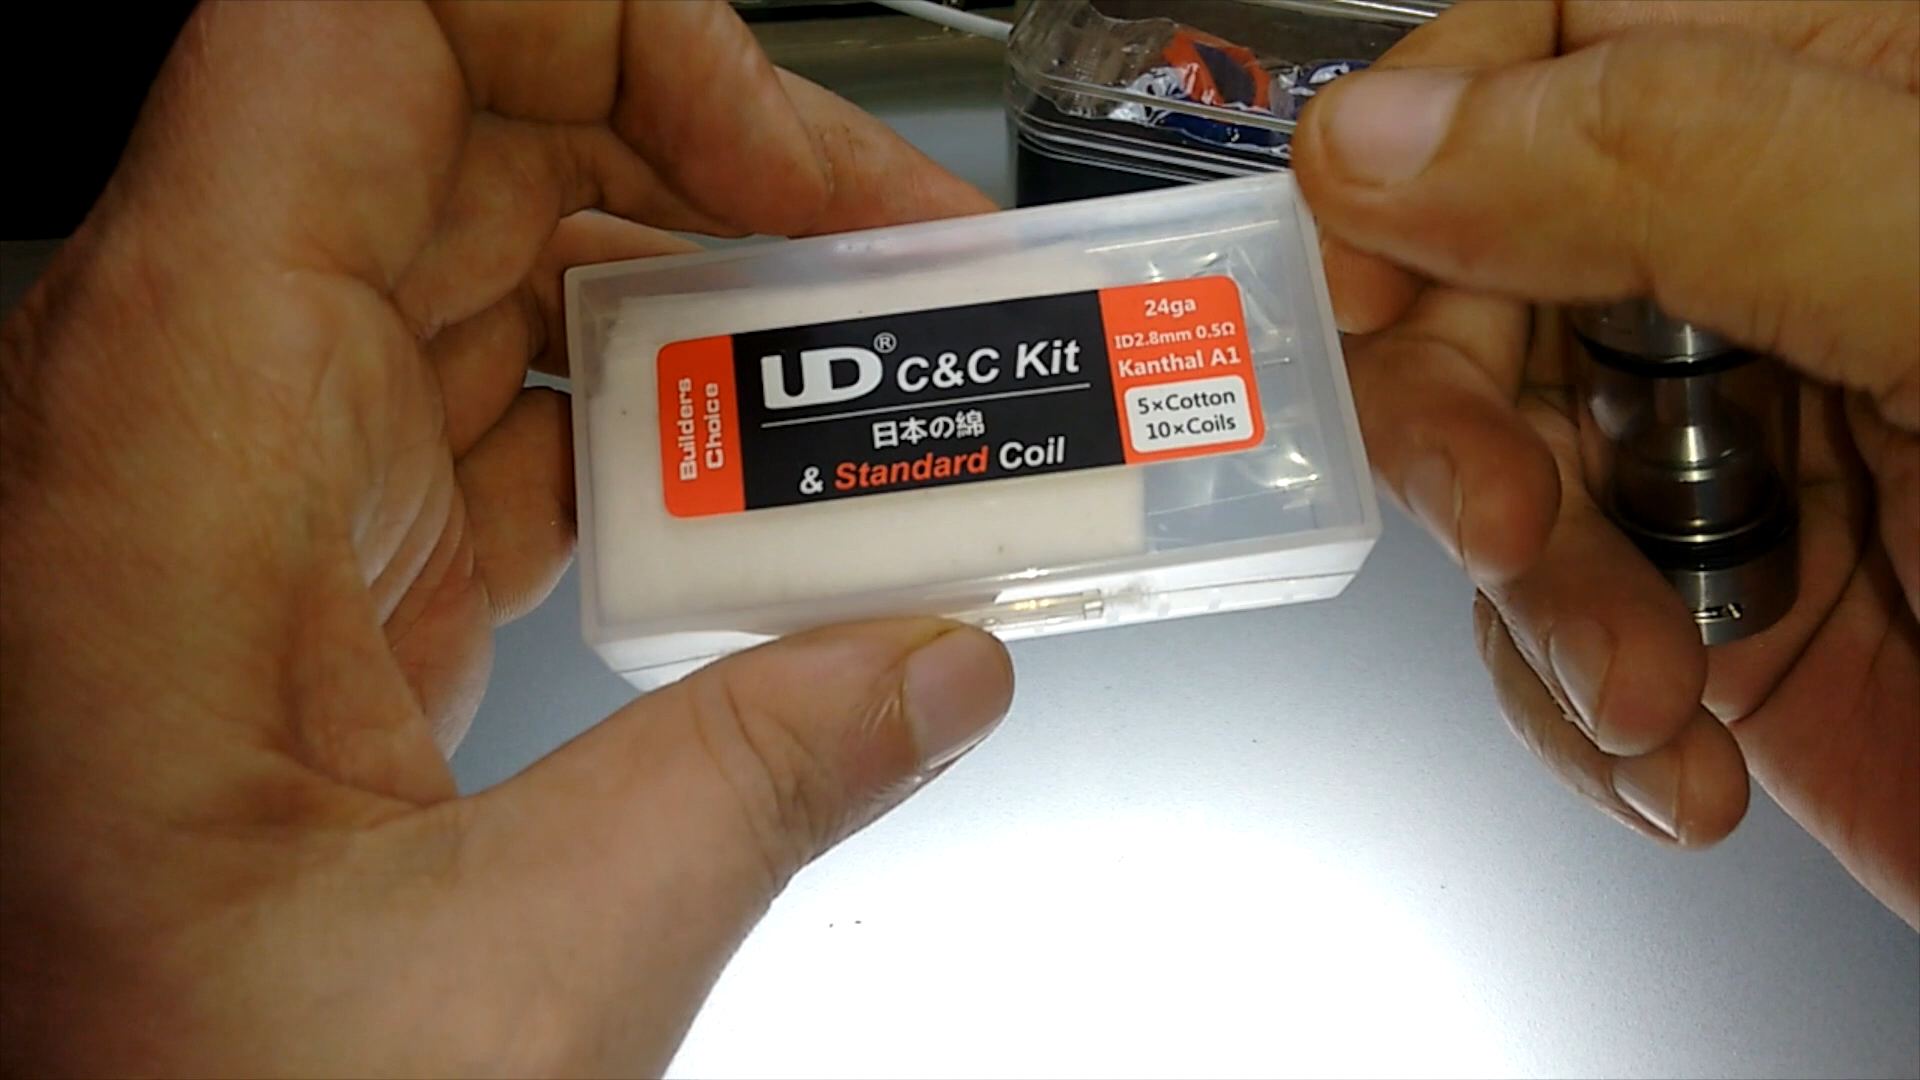 Builders
Choice
UD® C&C Kit
日本の綿
& Standard Coil
24ga
ID2.8mm 0.5Ω
Kanthal A1
5×Cotton
10×Coils